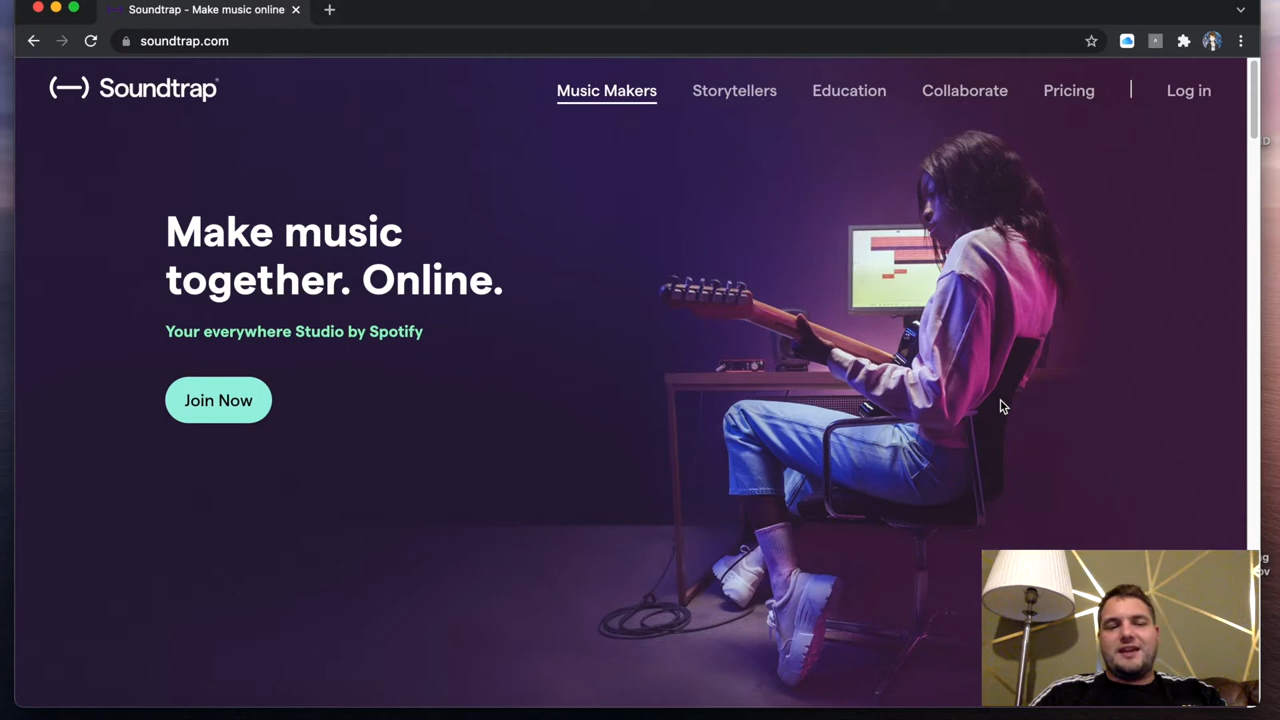 Soundtrap - Make music online
soundtrap.com
Soundtrap
Music Makers
Storytellers
Education
Collaborate
Pricing
Log in
Make music
together. Online.
Your everywhere Studio by Spotify
Join Now
D
g
ov